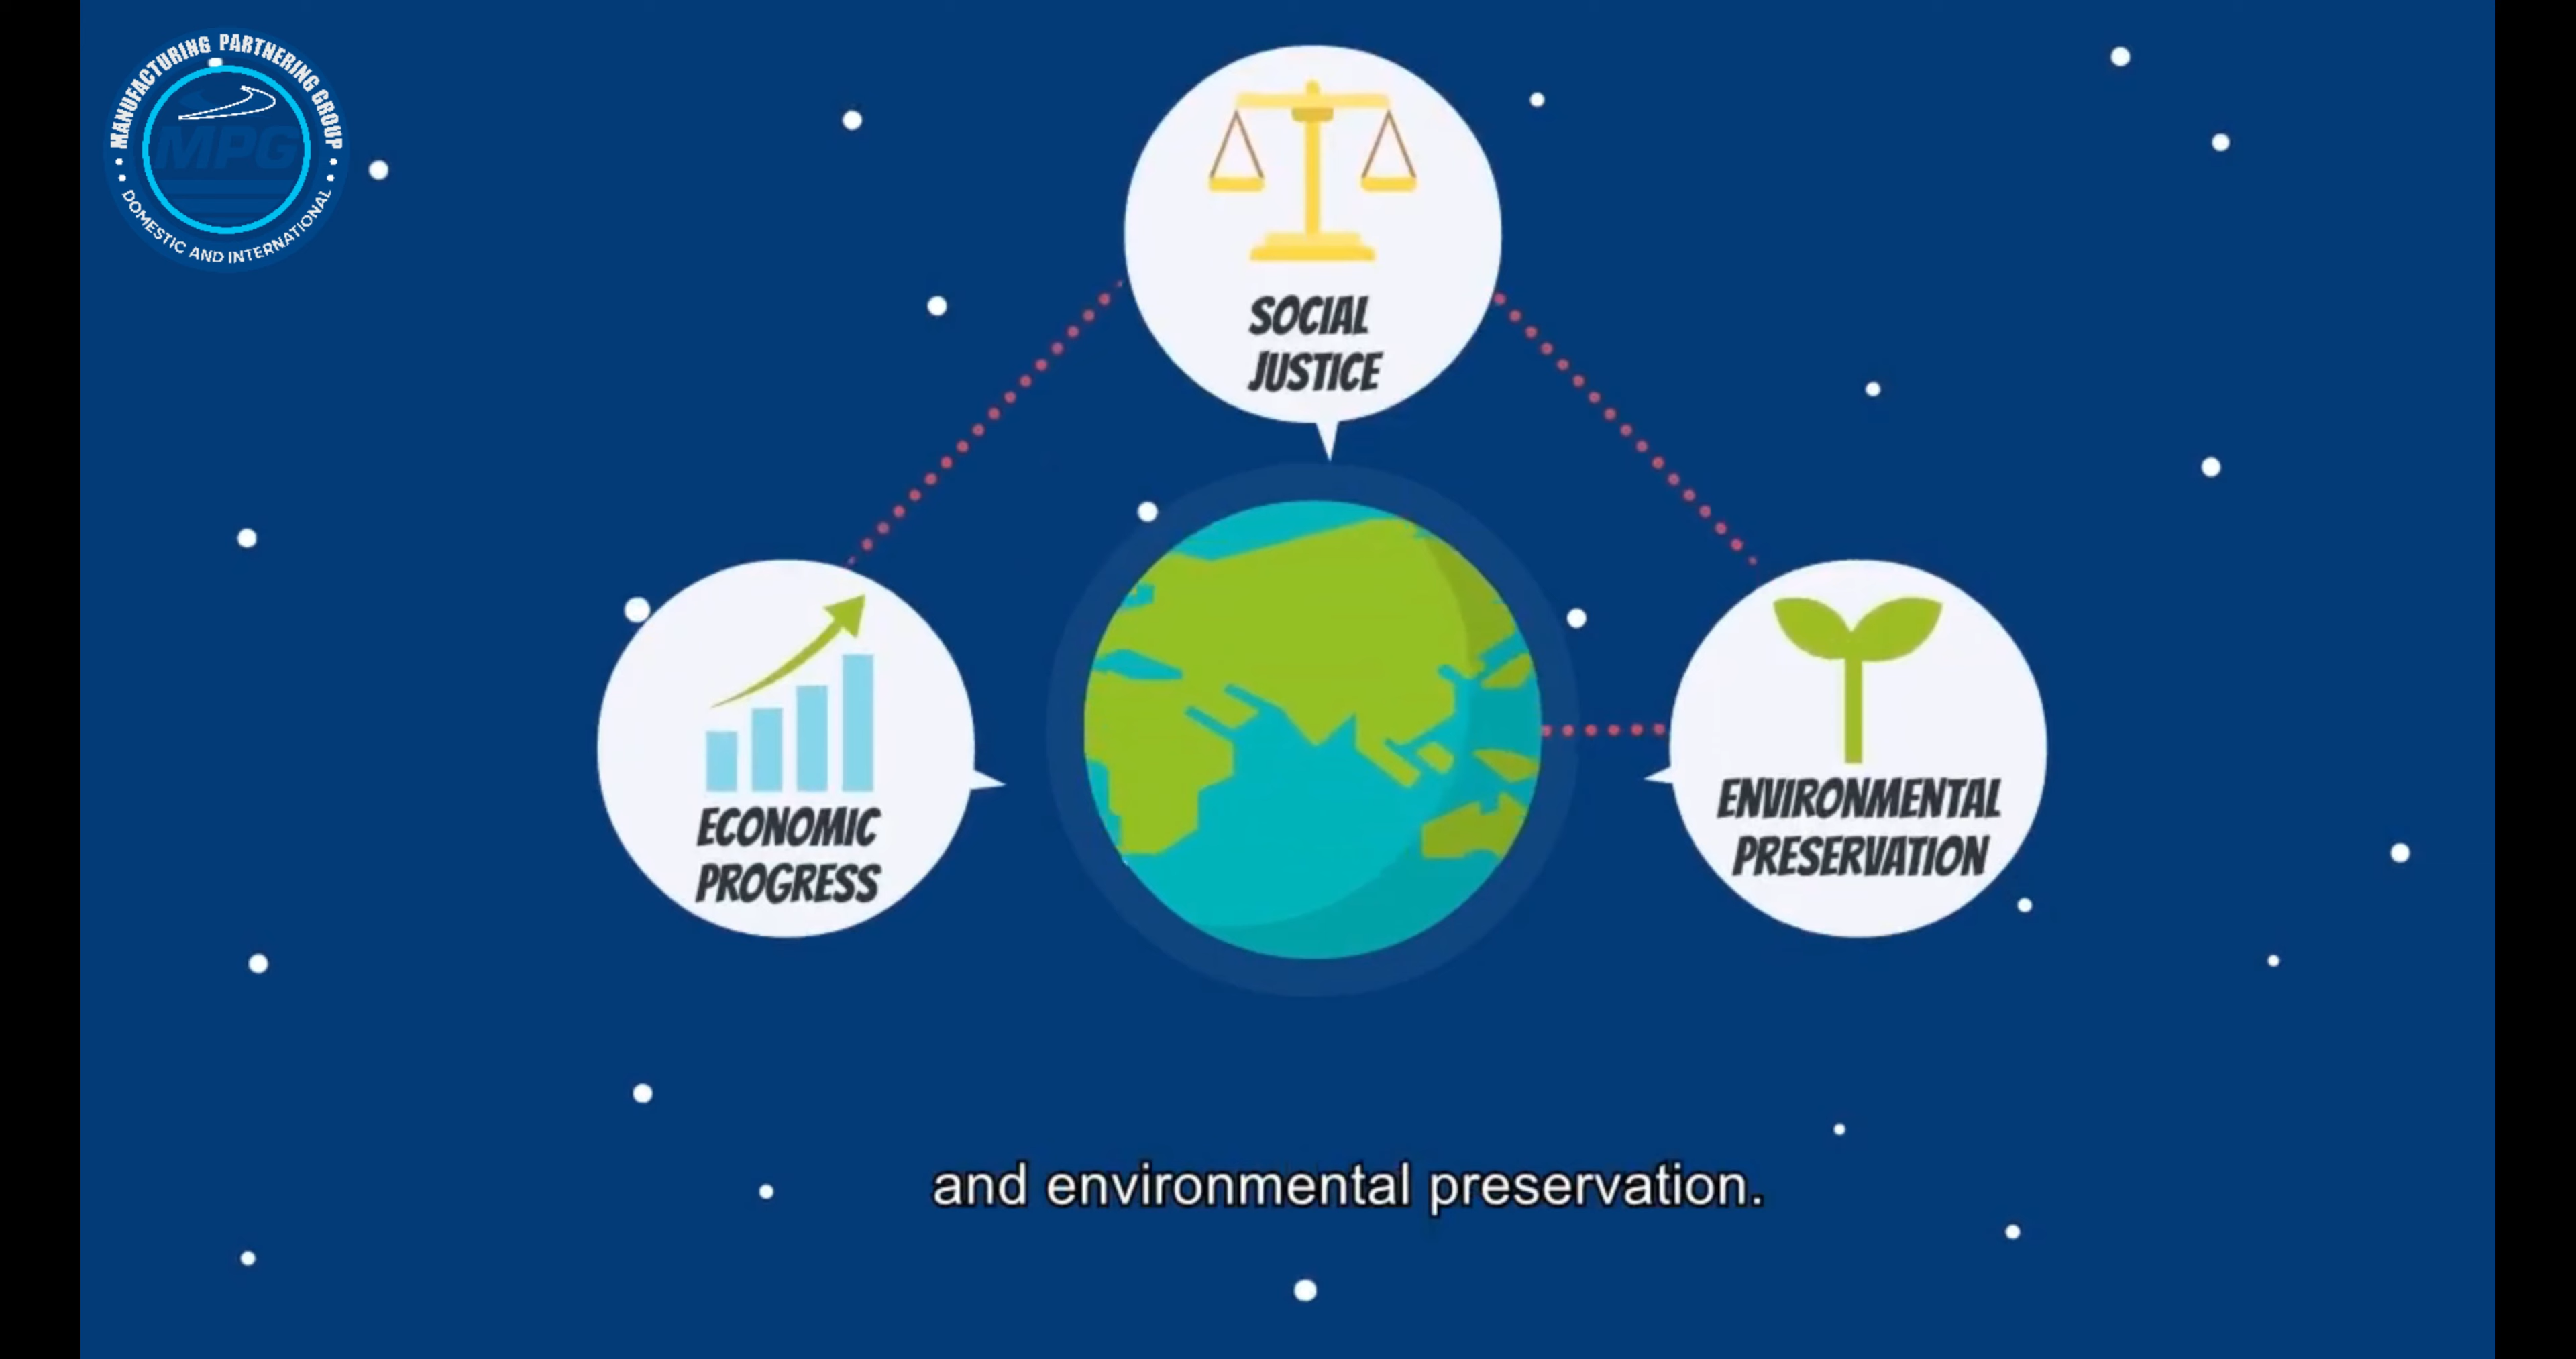 MANUFACTURING PARTNERING GROUP
MPG
DOMESTIC AND INTERNATIONAL
SOCIAL
JUSTICE
ECONOMIC
PROGRESS
ENVIRONMENTAL
PRESERVATION
and environmental preservation.